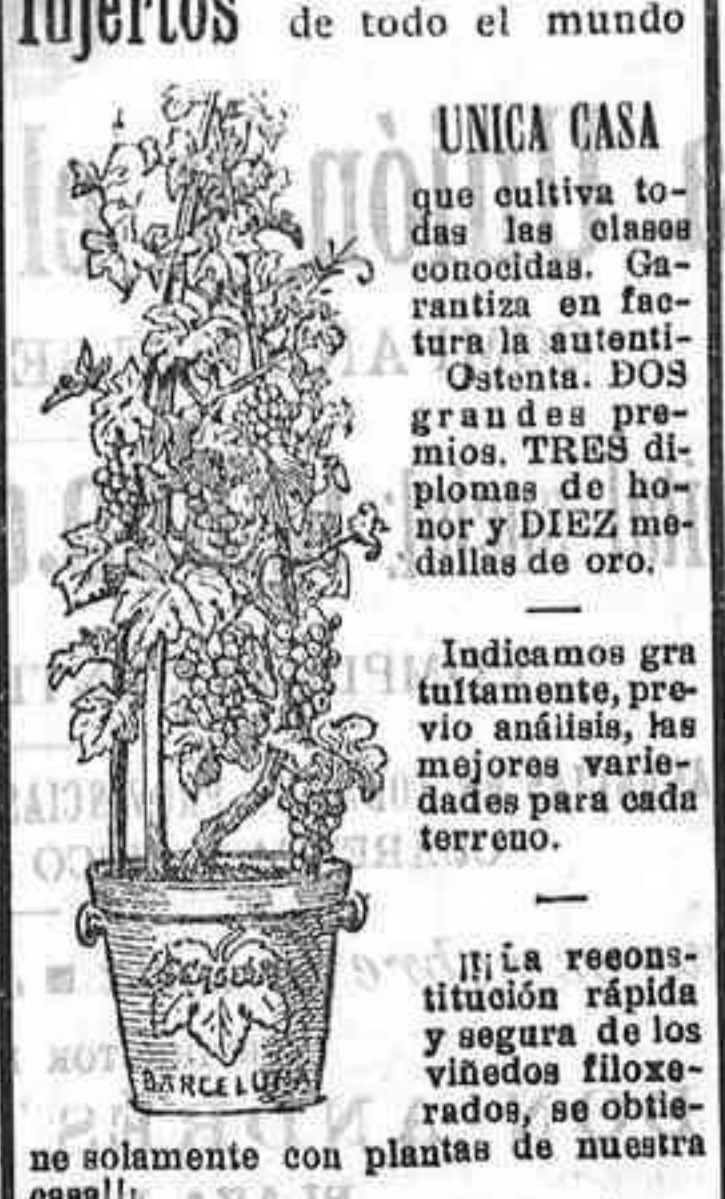 Injertos de todo el mundo
UNICA CASA
que cultiva to-
das las clases
conocidas. Ga-
rantiza en fac-
tura la autenti-
Ostenta. DOS
grandes pre-
mios. TRES di-
plomas de ho-
nor y DIEZ me-
dallas de oro.
Indicamos gra
tuitamente, pre-
vio análisis, las
mejores varie-
dades para cada
terreno.
¡¡¡La recons-
titución rápida
y segura de los
viñedos filoxe-
rados, se obtie-
ne solamente con plantas de nuestra
casa!!!
BARCELONA